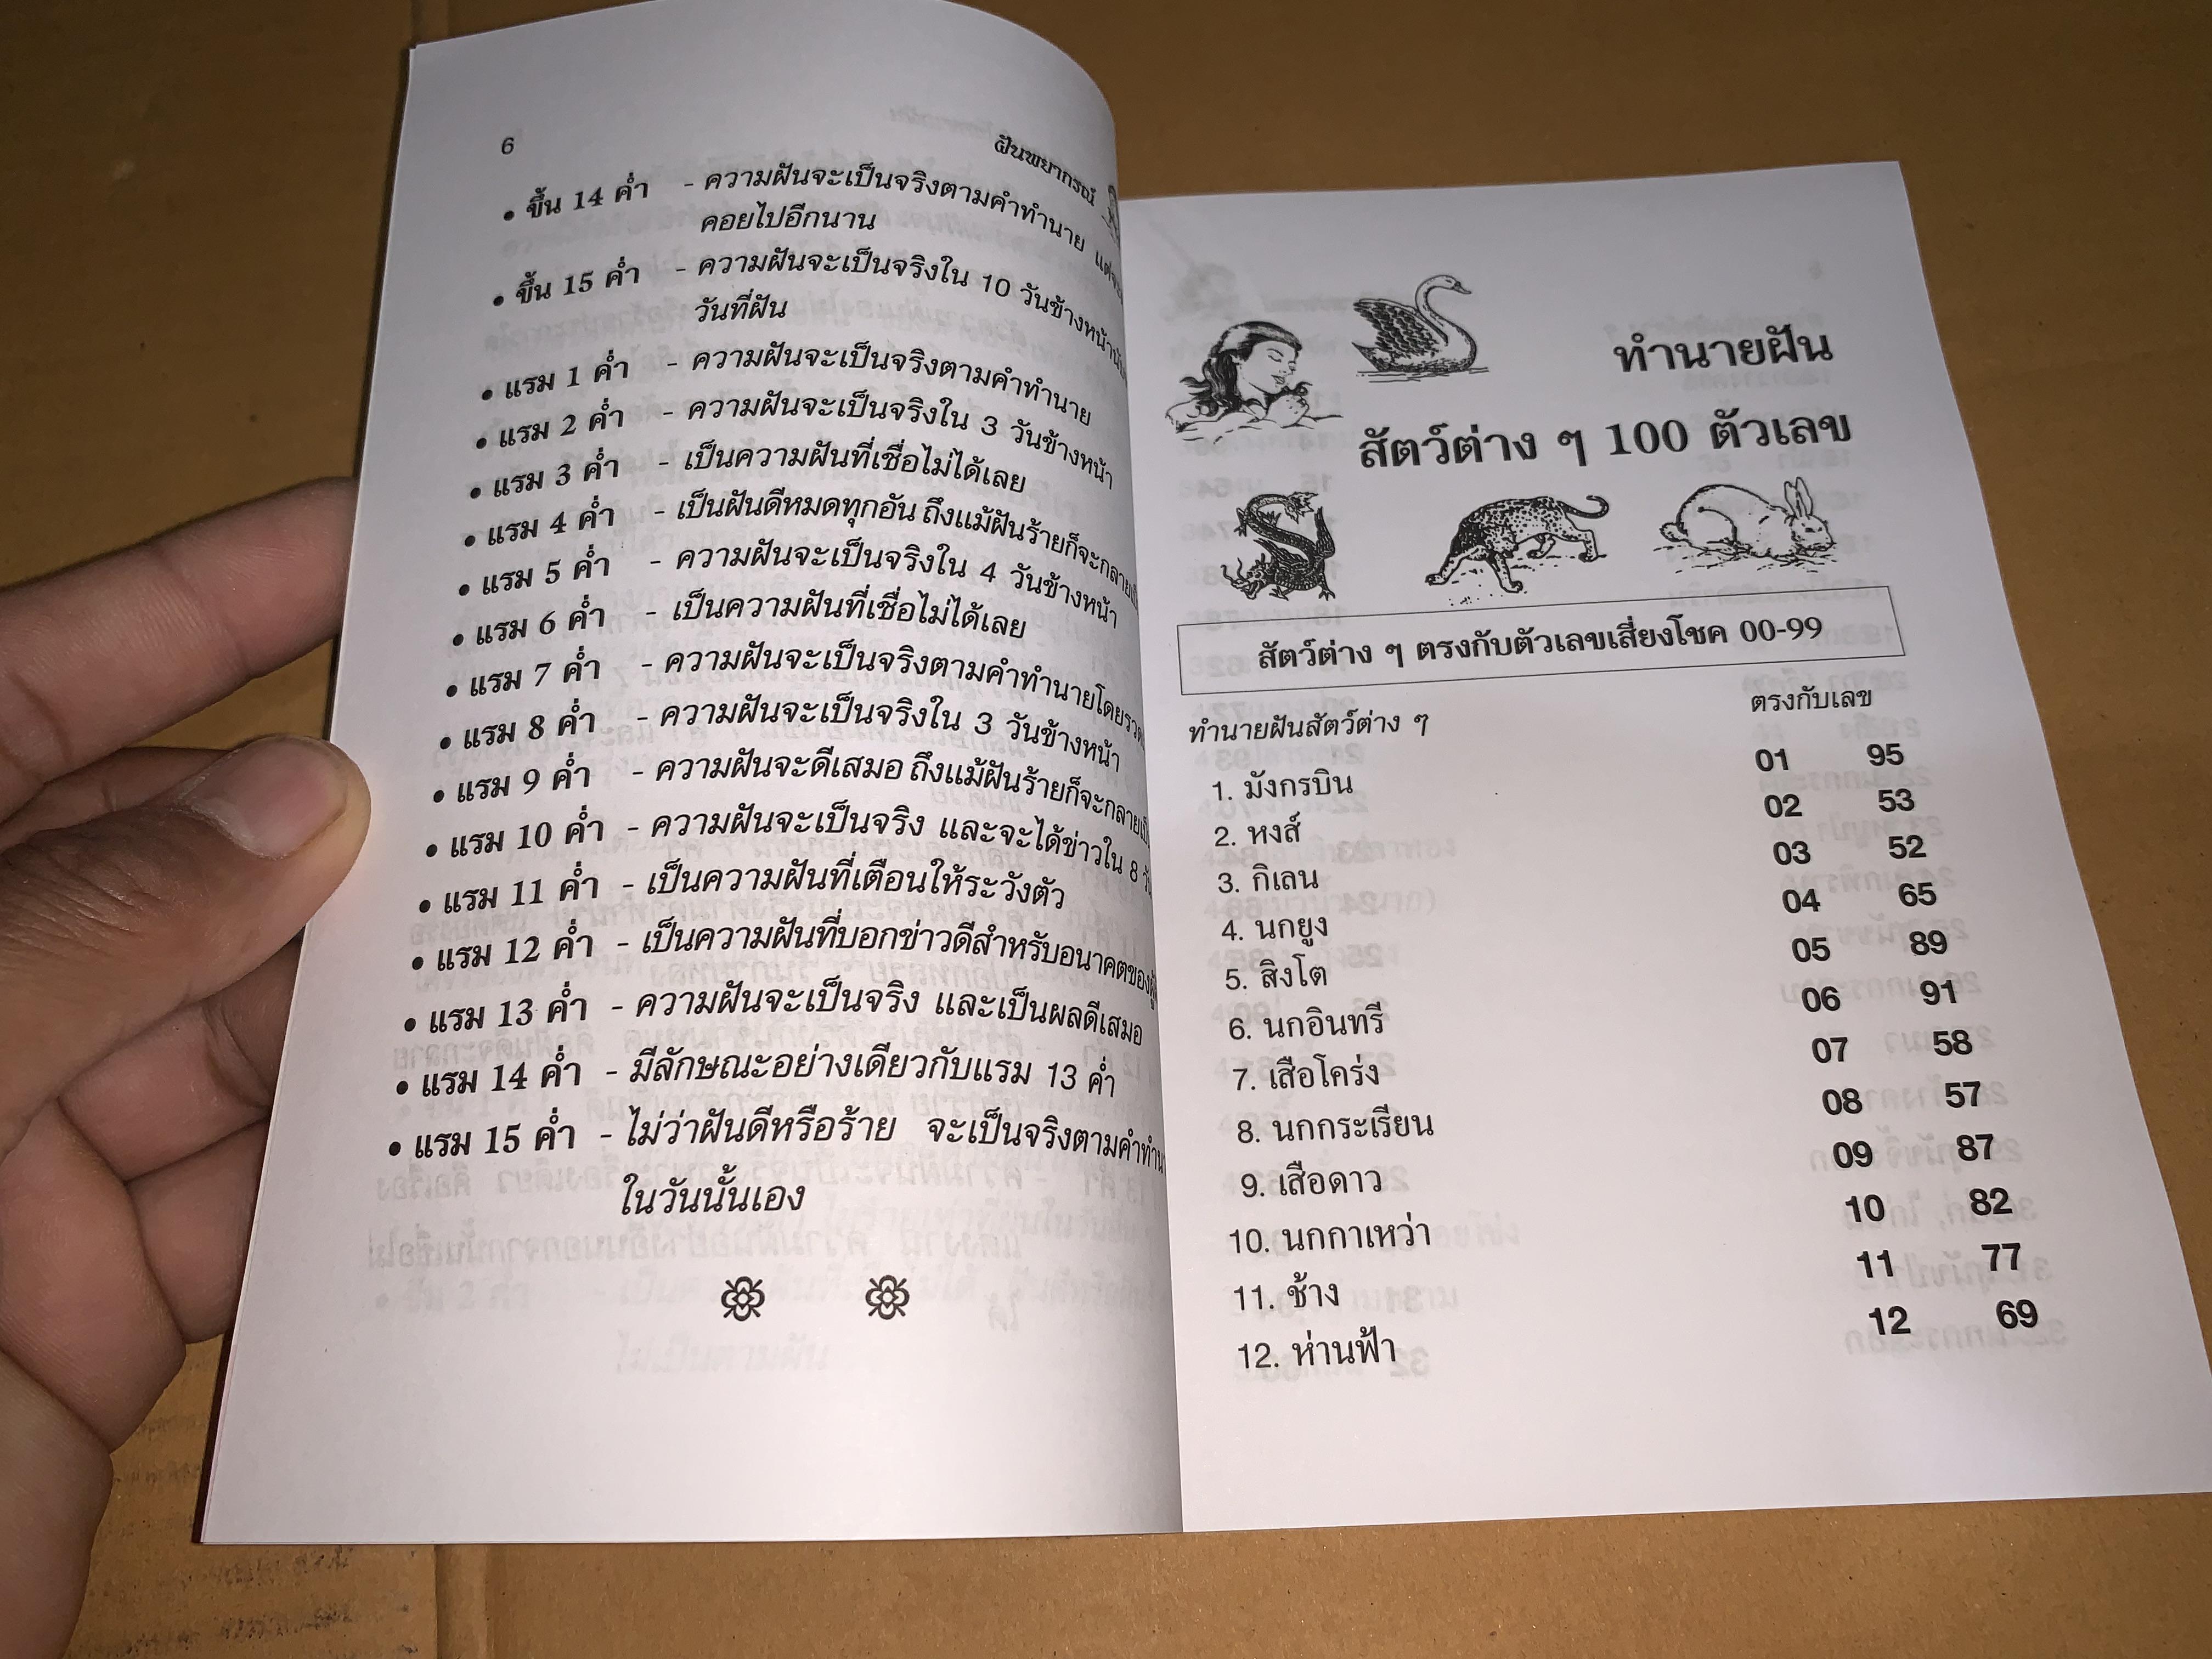 6
ฝันพยากรณ์
• ขึ้น 14 ค่ำ - ความฝันจะเป็นจริงตามคำทำนาย
คอยไปอีกนาน
• ขึ้น 15 ค่ำ - ความฝันจะเป็นจริงใน 10 วันข้างหน้า
วันที่ฝัน
• แรม 1 ค่ำ - ความฝันจะเป็นจริงตามคำทำนาย
• แรม 2 ค่ำ - ความฝันจะเป็นจริงใน 3 วันข้างหน้า
• แรม 3 ค่ำ - เป็นความฝันที่เชื่อไม่ได้เลย
• แรม 4 ค่ำ - เป็นฝันดีหมดทุกอัน ถึงแม้ฝันร้ายก็จะกลาย
• แรม 5 ค่ำ - ความฝันจะเป็นจริงใน 4 วันข้างหน้า
• แรม 6 ค่ำ - เป็นความฝันที่เชื่อไม่ได้เลย
• แรม 7 ค่ำ - ความฝันจะเป็นจริงตามคำทำนายโดย
• แรม 8 ค่ำ - ความฝันจะเป็นจริงใน 3 วันข้างหน้า
• แรม 9 ค่ำ - ความฝันจะดีเสมอ ถึงแม้ฝันร้ายก็จะกลาย
• แรม 10 ค่ำ - ความฝันจะเป็นจริง และจะได้ข่าวใน 8
• แรม 11 ค่ำ - เป็นความฝันที่เตือนให้ระวังตัว
• แรม 12 ค่ำ - เป็นความฝันที่บอกข่าวดีสำหรับอนาคตของ
• แรม 13 ค่ำ - ความฝันจะเป็นจริง และเป็นผลดีเสมอ
• แรม 14 ค่ำ - มีลักษณะอย่างเดียวกับแรม 13 ค่ำ
• แรม 15 ค่ำ - ไม่ว่าฝันดีหรือร้าย จะเป็นจริงตาม
ในวันนั้นเอง
ทำนายฝัน
สัตว์ต่าง ๆ 100 ตัวเลข
สัตว์ต่าง ๆ ตรงกับตัวเลขเสี่ยงโชค 00-99
ทำนายฝันสัตว์ต่าง ๆ ตรงกับเลข
1. มังกรบิน 01 95
2. หงส์ 02 53
3. กิเลน 03 52
4. นกยูง 04 65
5. สิงโต 05 89
6. นกอินทรี 06 91
7. เสือโคร่ง 07 58
8. นกกระเรียน 08 57
9. เสือดาว 09 87
10. นกกาเหว่า 10 82
11. ช้าง 11 77
12. ห่านฟ้า 12 69